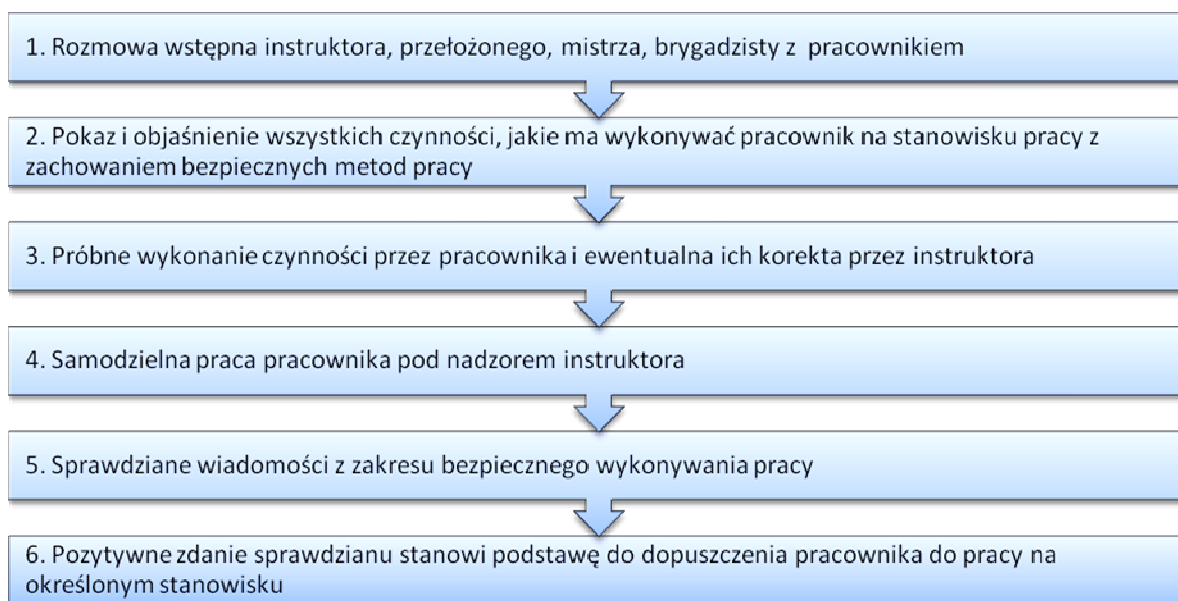 1. Rozmowa wstępna instruktora, przełożonego, mistrza, brygadzisty z pracownikiem
2. Pokaz i objaśnienie wszystkich czynności, jakie ma wykonywać pracownik na stanowisku pracy z
zachowaniem bezpiecznych metod pracy
3. Próbne wykonanie czynności przez pracownika i ewentualna ich korekta przez instruktora
4. Samodzielna praca pracownika pod nadzorem instruktora
5. Sprawdziane wiadomości z zakresu bezpiecznego wykonywania pracy
6. Pozytywne zdanie sprawdzianu stanowi podstawę do dopuszczenia pracownika do pracy na
określonym stanowisku